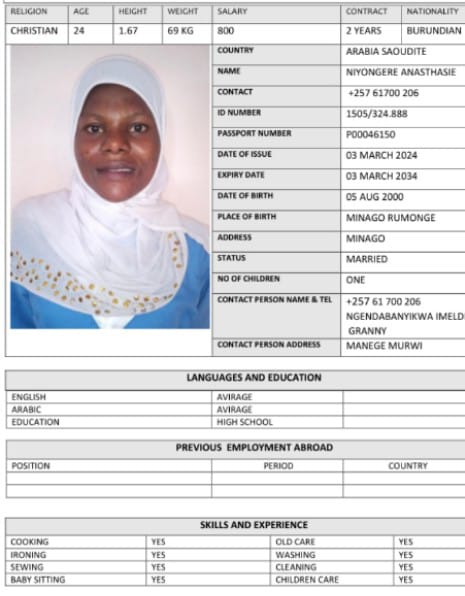 RELIGION AGE HEIGHT WEIGHT SALARY CONTRACT NATIONALITY
CHRISTIAN 24 1.67 69 KG 800 2 YEARS BURUNDIAN
COUNTRY ARABIA SAOUDITE
NAME NIYONGERE ANASTHASIE
CONTACT +257 61700 206
ID NUMBER 1505/324.888
PASSPORT NUMBER P00046150
DATE OF ISSUE 03 MARCH 2024
EXPIRY DATE 03 MARCH 2034
DATE OF BIRTH 05 AUG 2000
PLACE OF BIRTH MINAGO RUMONGE
ADDRESS MINAGO
STATUS MARRIED
NO OF CHILDREN ONE
CONTACT PERSON NAME & TEL +257 61 700 206
NGENDABANYIKWA IMELD
GRANNY
CONTACT PERSON ADDRESS MANEGE MURWI
LANGUAGES AND EDUCATION
ENGLISH AVIRAGE
ARABIC AVIRAGE
EDUCATION HIGH SCHOOL
PREVIOUS EMPLOYMENT ABROAD
POSITION PERIOD COUNTRY
SKILLS AND EXPERIENCE
COOKING YES OLD CARE YES
IRONING YES WASHING YES
SEWING YES CLEANING YES
BABY SITTING YES CHILDREN CARE YES